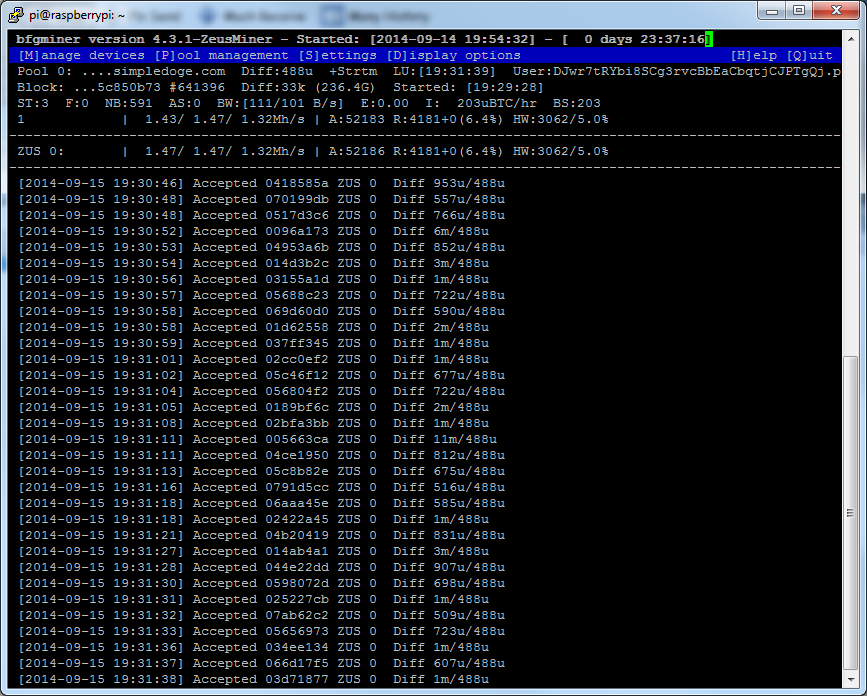 pi@raspberrypi: ~
bfgminer version 4.3.1-ZeusMiner - Started: [2014-09-14 19:54:32] - [  0 days 23:37:16]
[M]anage devices [P]ool management [S]ettings [D]isplay options                          [H]elp [Q]uit
Pool 0: ....simpledoge.com  Diff:488u  +Strtm  LU:[19:31:39]  User:DJwr7tRYbi8SCg3rvcBbEaCbqtjCJPTgQj.p
Block: ...5c850b73 #641396  Diff:33k (236.4G)  Started: [19:29:28]
ST:3  F:0  NB:591  AS:0  BW:[111/101 B/s]  E:0.00  I:  203uBTC/hr  BS:203
1            |  1.43/ 1.47/ 1.32Mh/s | A:52183 R:4181+0(6.4%) HW:3062/5.0%
ZUS 0:       |  1.47/ 1.47/ 1.32Mh/s | A:52186 R:4181+0(6.4%) HW:3062/5.0%
[2014-09-15 19:30:46] Accepted 0418585a ZUS 0  Diff 953u/488u
[2014-09-15 19:30:48] Accepted 070199db ZUS 0  Diff 557u/488u
[2014-09-15 19:30:48] Accepted 0517d3c6 ZUS 0  Diff 766u/488u
[2014-09-15 19:30:52] Accepted 0096a173 ZUS 0  Diff 6m/488u
[2014-09-15 19:30:53] Accepted 04953a6b ZUS 0  Diff 852u/488u
[2014-09-15 19:30:54] Accepted 014d3b2c ZUS 0  Diff 3m/488u
[2014-09-15 19:30:56] Accepted 03155a1d ZUS 0  Diff 1m/488u
[2014-09-15 19:30:57] Accepted 05688c23 ZUS 0  Diff 722u/488u
[2014-09-15 19:30:58] Accepted 069d60d0 ZUS 0  Diff 590u/488u
[2014-09-15 19:30:58] Accepted 01d62558 ZUS 0  Diff 2m/488u
[2014-09-15 19:30:59] Accepted 037ff345 ZUS 0  Diff 1m/488u
[2014-09-15 19:31:01] Accepted 02cc0ef2 ZUS 0  Diff 1m/488u
[2014-09-15 19:31:02] Accepted 05c46f12 ZUS 0  Diff 677u/488u
[2014-09-15 19:31:04] Accepted 056804f2 ZUS 0  Diff 722u/488u
[2014-09-15 19:31:05] Accepted 0189bf6c ZUS 0  Diff 2m/488u
[2014-09-15 19:31:08] Accepted 02bfa3bb ZUS 0  Diff 1m/488u
[2014-09-15 19:31:11] Accepted 005663ca ZUS 0  Diff 11m/488u
[2014-09-15 19:31:11] Accepted 04ce1950 ZUS 0  Diff 812u/488u
[2014-09-15 19:31:13] Accepted 05c8b82e ZUS 0  Diff 675u/488u
[2014-09-15 19:31:16] Accepted 0791d5cc ZUS 0  Diff 516u/488u
[2014-09-15 19:31:18] Accepted 06aaa45e ZUS 0  Diff 585u/488u
[2014-09-15 19:31:18] Accepted 02422a45 ZUS 0  Diff 1m/488u
[2014-09-15 19:31:21] Accepted 04b20419 ZUS 0  Diff 831u/488u
[2014-09-15 19:31:27] Accepted 014ab4a1 ZUS 0  Diff 3m/488u
[2014-09-15 19:31:28] Accepted 044e22dd ZUS 0  Diff 907u/488u
[2014-09-15 19:31:30] Accepted 0598072d ZUS 0  Diff 698u/488u
[2014-09-15 19:31:31] Accepted 025227cb ZUS 0  Diff 1m/488u
[2014-09-15 19:31:32] Accepted 07ab62c2 ZUS 0  Diff 509u/488u
[2014-09-15 19:31:33] Accepted 05656973 ZUS 0  Diff 723u/488u
[2014-09-15 19:31:36] Accepted 034ee134 ZUS 0  Diff 1m/488u
[2014-09-15 19:31:37] Accepted 066d17f5 ZUS 0  Diff 607u/488u
[2014-09-15 19:31:38] Accepted 03d71877 ZUS 0  Diff 1m/488u